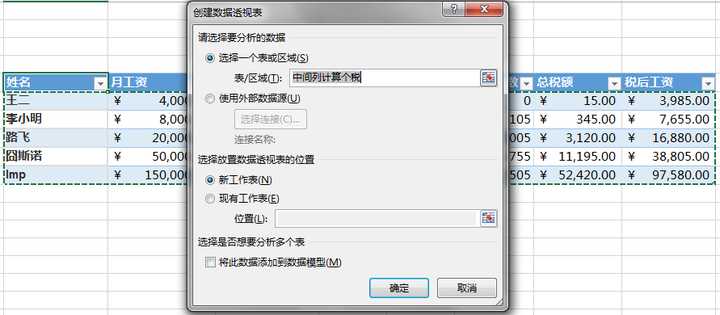 创建数据透视表
请选择要分析的数据
选择一个表或区域(S)
表/区域(T): 中间列计算个税
使用外部数据源(U)
选择连接(C)...
连接名称:
选择放置数据透视表的位置
新工作表(N)
现有工作表(E)
位置(L):
选择是否想要分析多个表
将此数据添加到数据模型(M)
确定 取消
姓名 月工资 数 总税额 税后工资
王二 ¥ 4,000 0 ¥ 15.00 ¥ 3,985.00
李小明 ¥ 8,000 105 ¥ 345.00 ¥ 7,655.00
路飞 ¥ 20,000 005 ¥ 3,120.00 ¥ 16,880.00
囧斯诺 ¥ 50,000 755 ¥ 11,195.00 ¥ 38,805.00
Imp ¥ 150,000 505 ¥ 52,420.00 ¥ 97,580.00